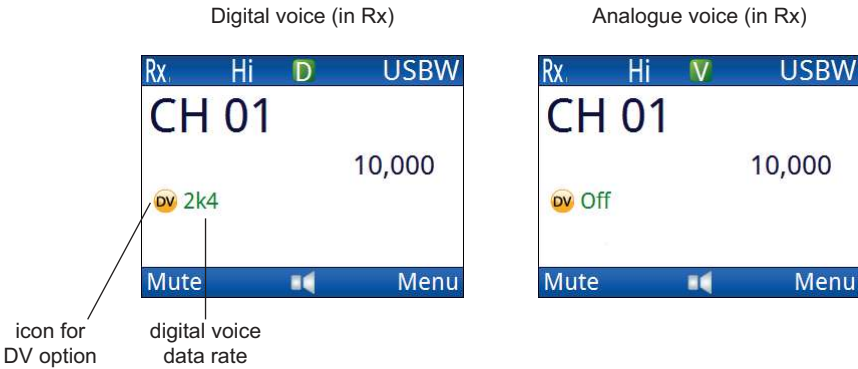 Digital voice (in Rx)
Rx Hi D USBW
CH 01
10,000
DV 2k4
Mute Menu
icon for
DV option
digital voice
data rate
Analogue voice (in Rx)
Rx Hi V USBW
CH 01
10,000
DV Off
Mute Menu